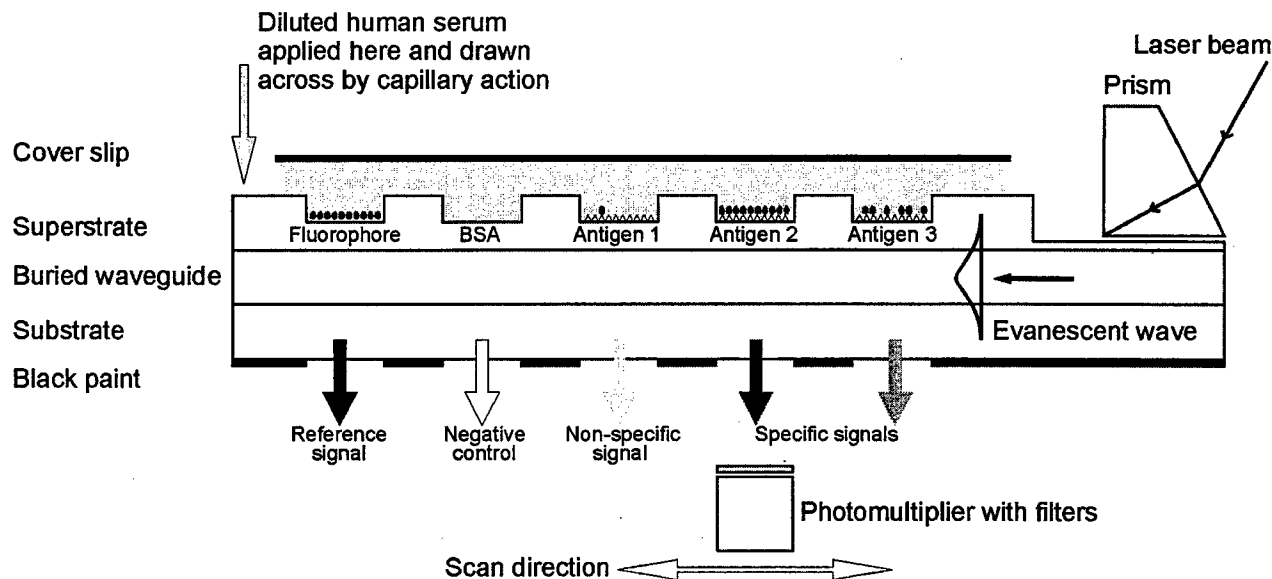 Diluted human serum
applied here and drawn
across by capillary action
Laser beam
Prism
Cover slip
Superstrate
Fluorophore
BSA
Antigen 1
Antigen 2
Antigen 3
Buried waveguide
Substrate
Evanescent wave
Black paint
Reference
signal
Negative
control
Non-specific
signal
Specific signals
Photomultiplier with filters
Scan direction